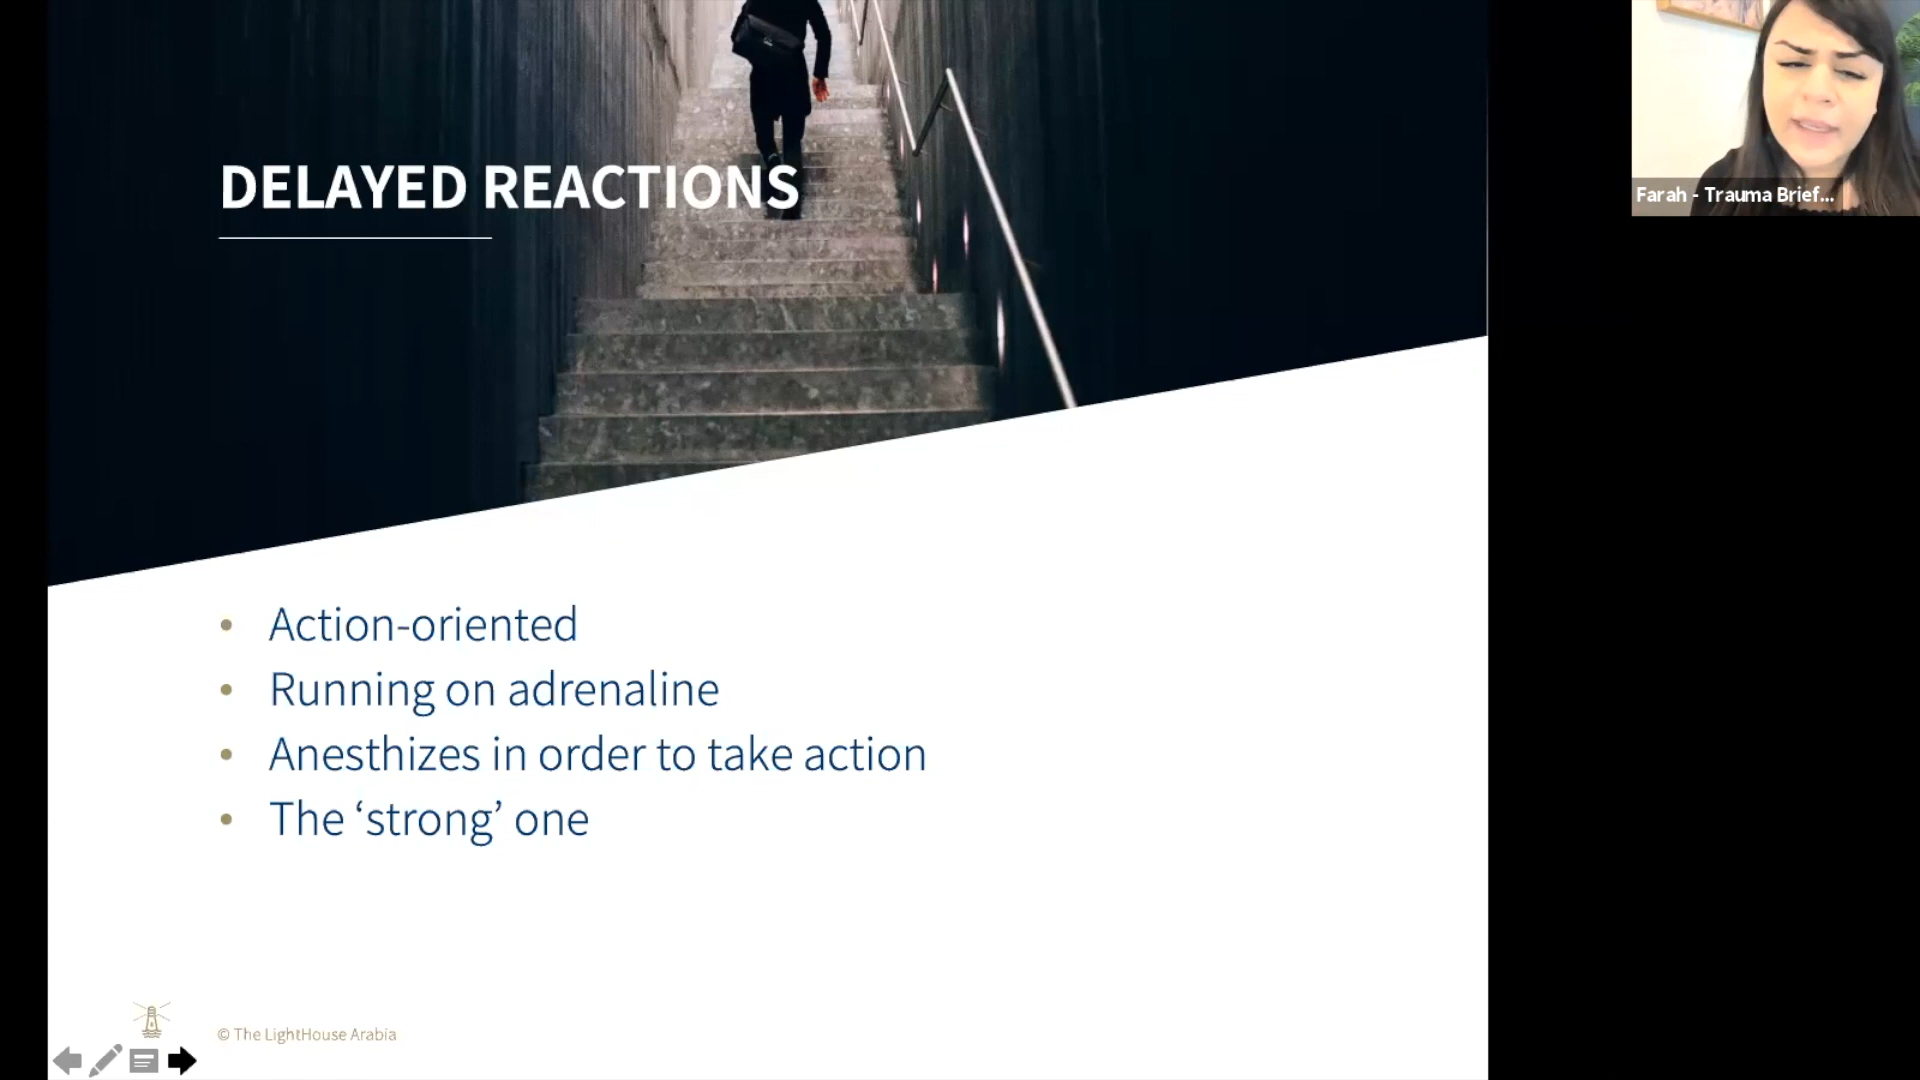 DELAYED REACTIONS
Farah - Trauma Brief...
• Action-oriented
• Running on adrenaline
• Anesthizes in order to take action
• The ‘strong’ one
© The LightHouse Arabia